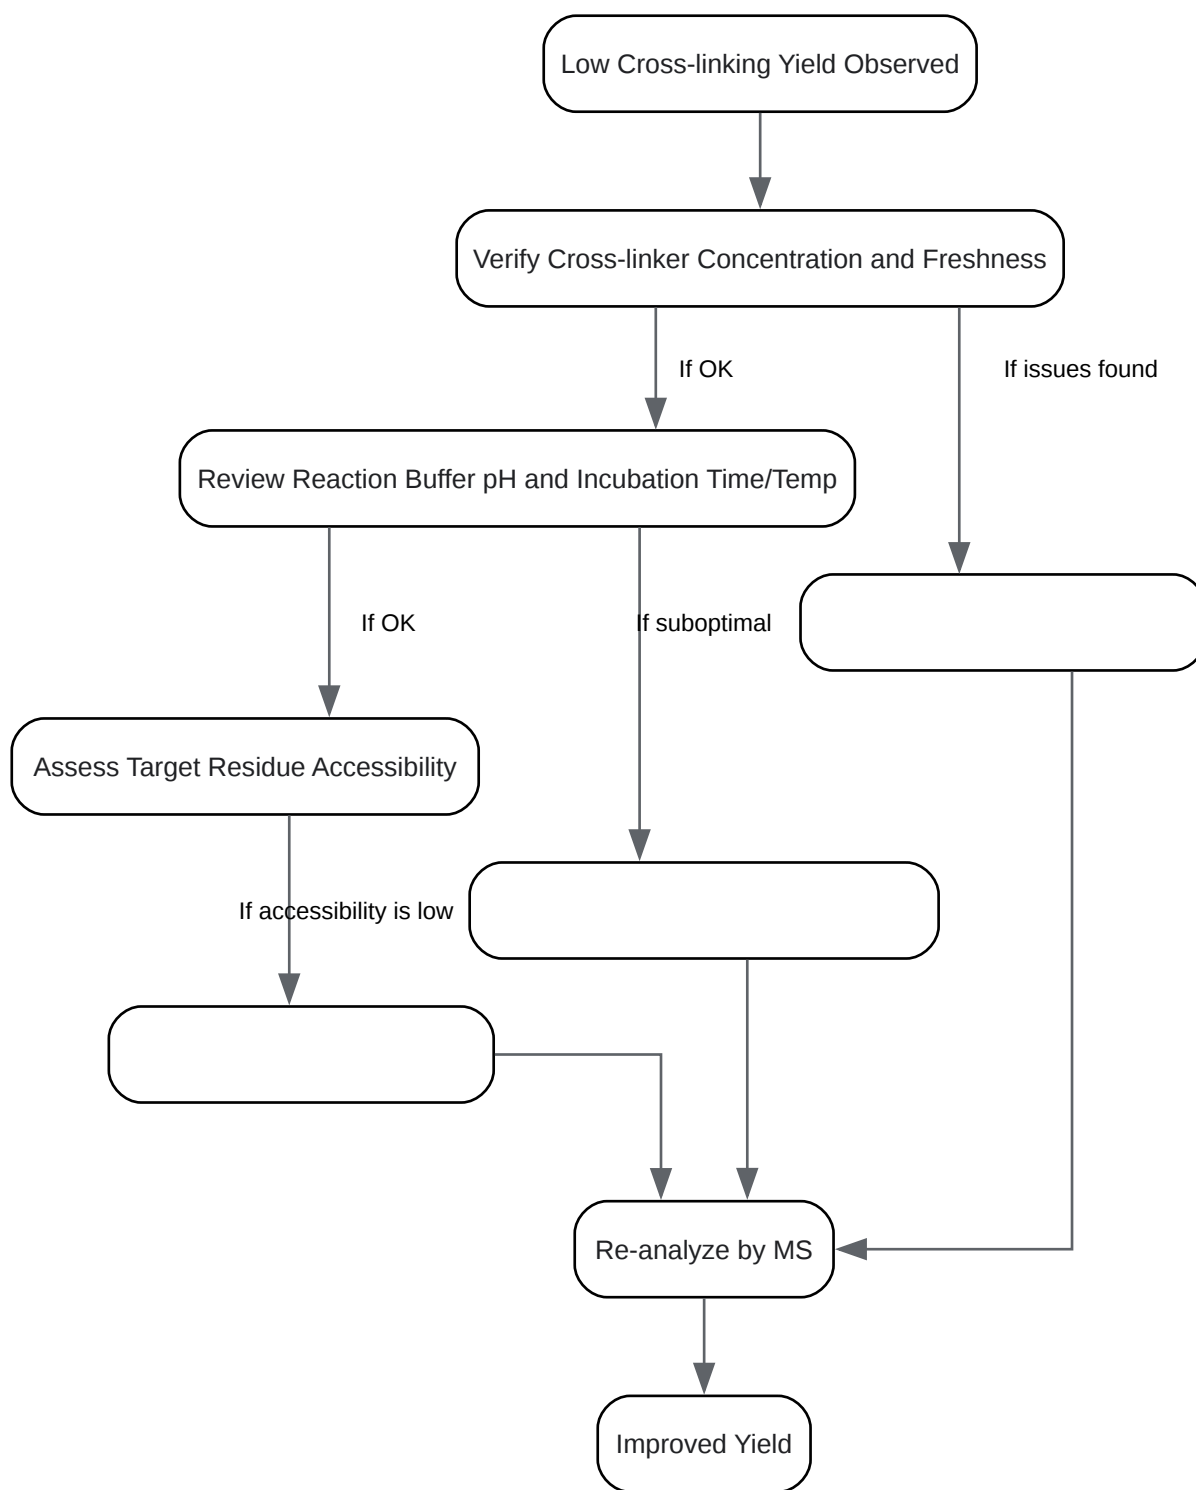 Low Cross-linking Yield Observed
Verify Cross-linker Concentration and Freshness
If OK
If issues found
Review Reaction Buffer pH and Incubation Time/Temp
If OK
If suboptimal
Assess Target Residue Accessibility
If accessibility is low
Re-analyze by MS
Improved Yield